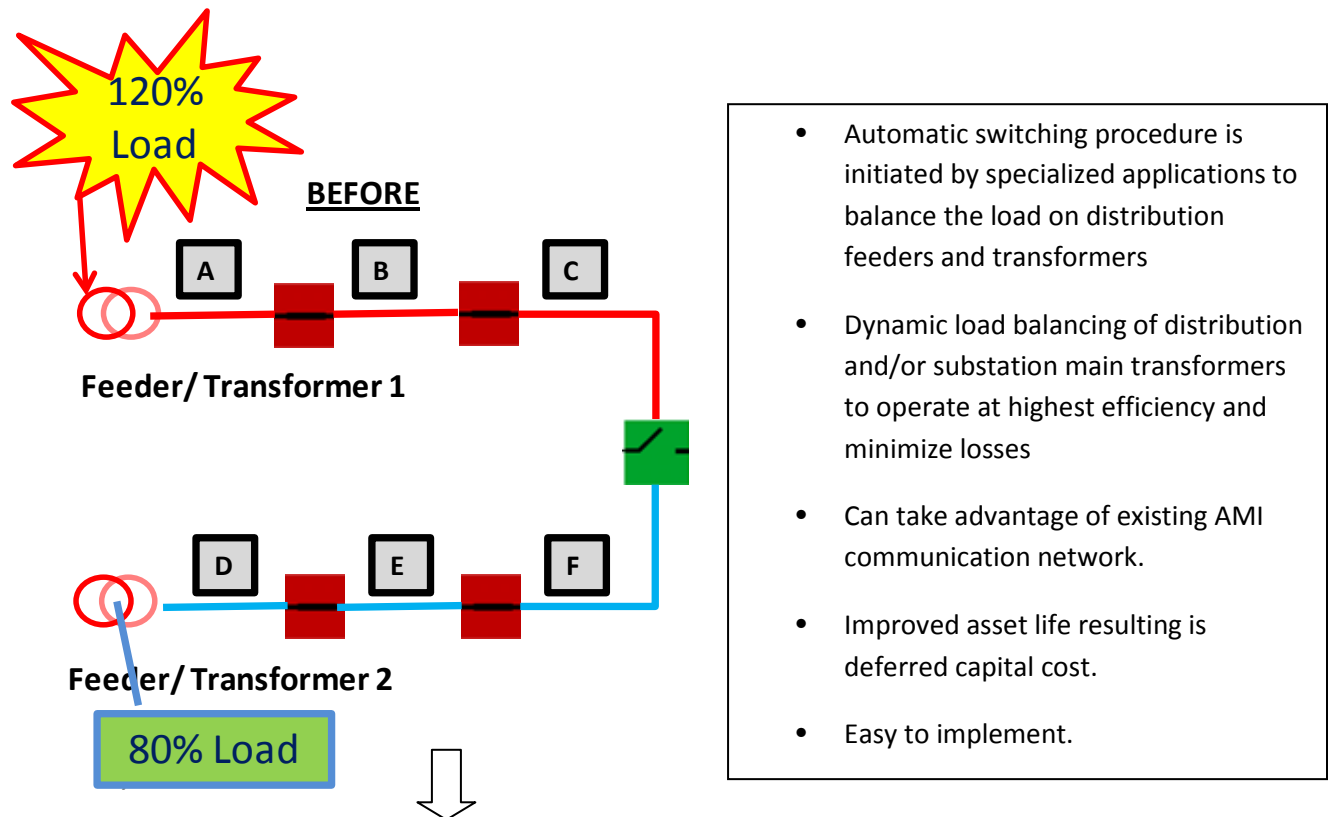 120%
Load
BEFORE
A
B
C
Feeder/ Transformer 1
D
E
F
Feeder/ Transformer 2
80% Load
• Automatic switching procedure is
initiated by specialized applications to
balance the load on distribution
feeders and transformers
• Dynamic load balancing of distribution
and/or substation main transformers
to operate at highest efficiency and
minimize losses
• Can take advantage of existing AMI
communication network.
• Improved asset life resulting is
deferred capital cost.
• Easy to implement.